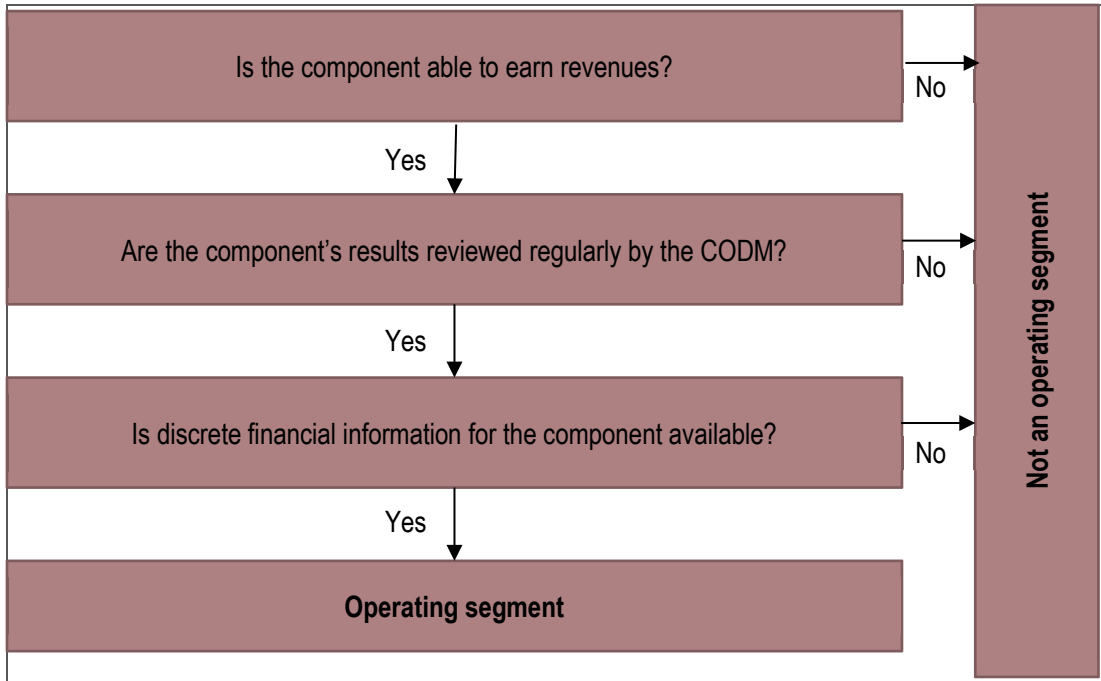 Is the component able to earn revenues?
No
Yes
Are the component’s results reviewed regularly by the CODM?
No
Yes
Is discrete financial information for the component available?
No
Yes
Operating segment
Not an operating segment